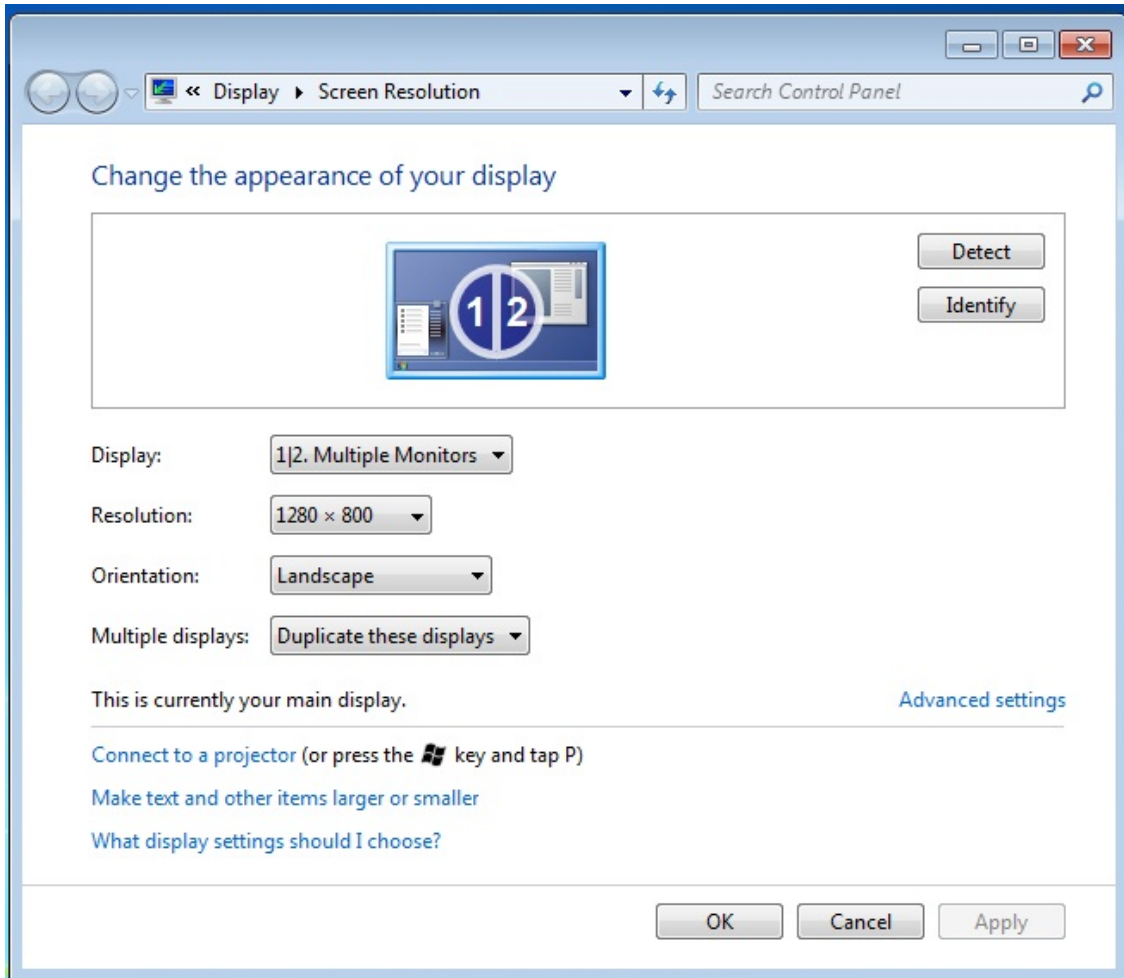 « Display ▸ Screen Resolution
Search Control Panel
Change the appearance of your display
1 2
Detect
Identify
Display: 1|2. Multiple Monitors
Resolution: 1280 × 800
Orientation: Landscape
Multiple displays: Duplicate these displays
This is currently your main display. Advanced settings
Connect to a projector (or press the key and tap P)
Make text and other items larger or smaller
What display settings should I choose?
OK Cancel Apply